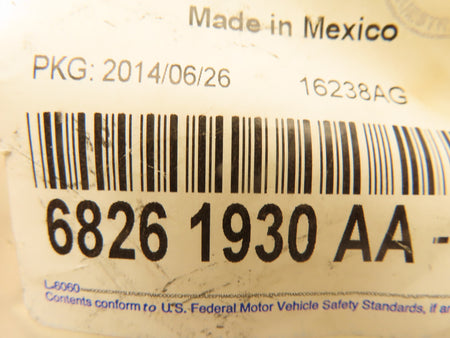 Made in Mexico
PKG: 2014/06/26 16238AG
6826 1930 AA -
L-6060
Contents conform to U.S. Federal Motor Vehicle Safety Standards, if